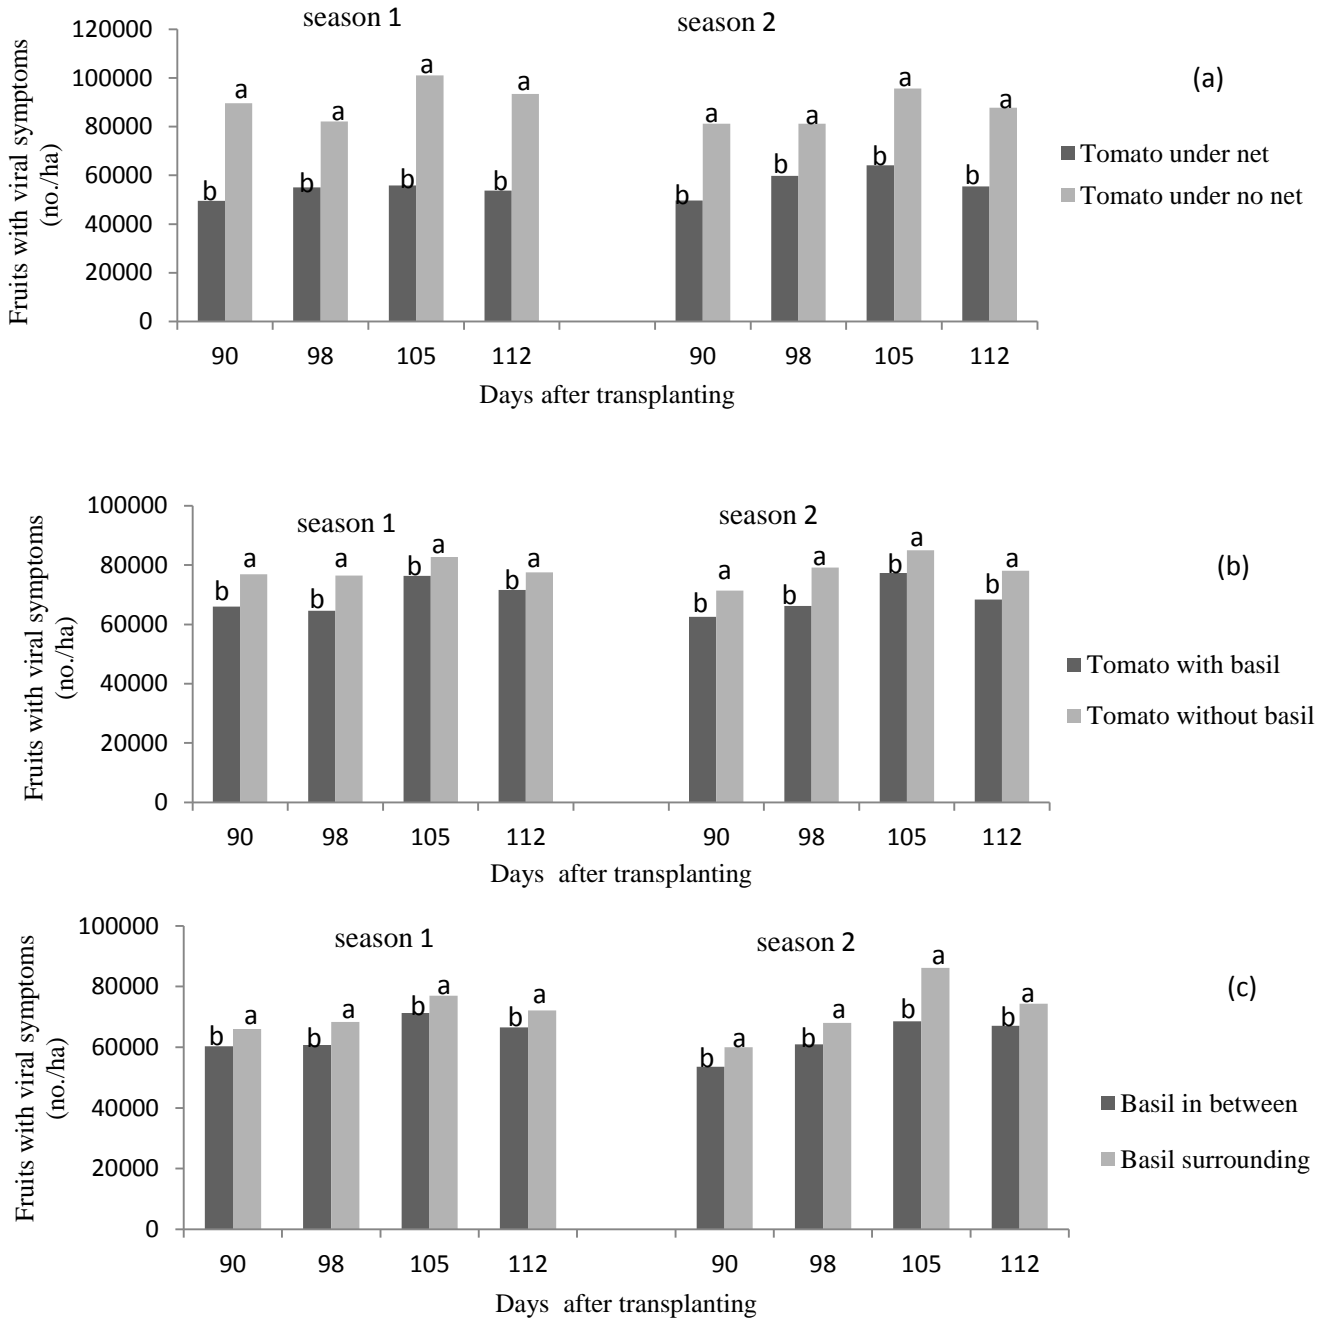 season 1
season 2
120000
100000
80000
60000
40000
20000
0
Fruits with viral symptoms
(no./ha)
b a b a b a b a
b a b a b a b a
90 98 105 112 90 98 105 112
Days after transplanting
(a)
Tomato under net
Tomato under no net
season 1
season 2
100000
80000
60000
40000
20000
0
Fruits with viral symptoms
(no./ha)
b a b a b a b a
b a b a b a b a
90 98 105 112 90 98 105 112
Days after transplanting
(b)
Tomato with basil
Tomato without basil
season 1
season 2
100000
80000
60000
40000
20000
0
Fruits with viral symptoms
(no./ha)
b a b a b a b a
b a b a b a b a
90 98 105 112 90 98 105 112
Days after transplanting
(c)
Basil in between
Basil surrounding